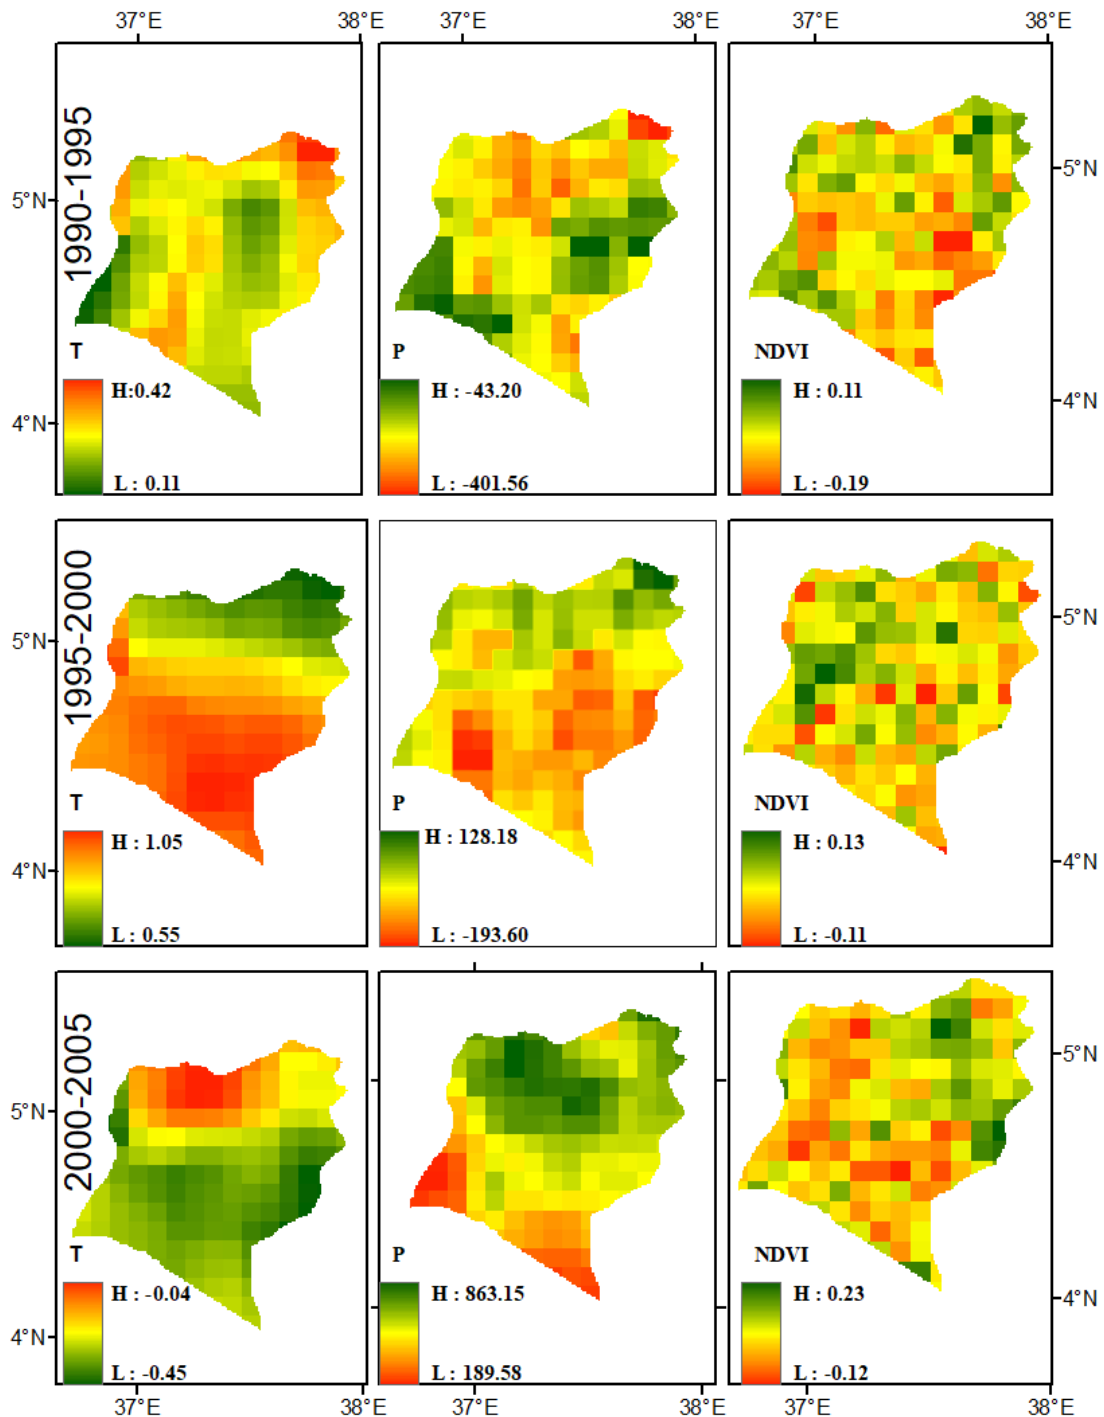 37°E 38°E 37°E 38°E 37°E 38°E
1990-1995
5°N
5°N
4°N
4°N
T
H:0.42
L : 0.11
P
H : -43.20
L : -401.56
NDVI
H : 0.11
L : -0.19
1995-2000
5°N
5°N
4°N
4°N
T
H : 1.05
L : 0.55
P
H : 128.18
L : -193.60
NDVI
H : 0.13
L : -0.11
2000-2005
5°N
5°N
4°N
4°N
T
H : -0.04
L : -0.45
P
H : 863.15
L : 189.58
NDVI
H : 0.23
L : -0.12
37°E 38°E 37°E 38°E 37°E 38°E